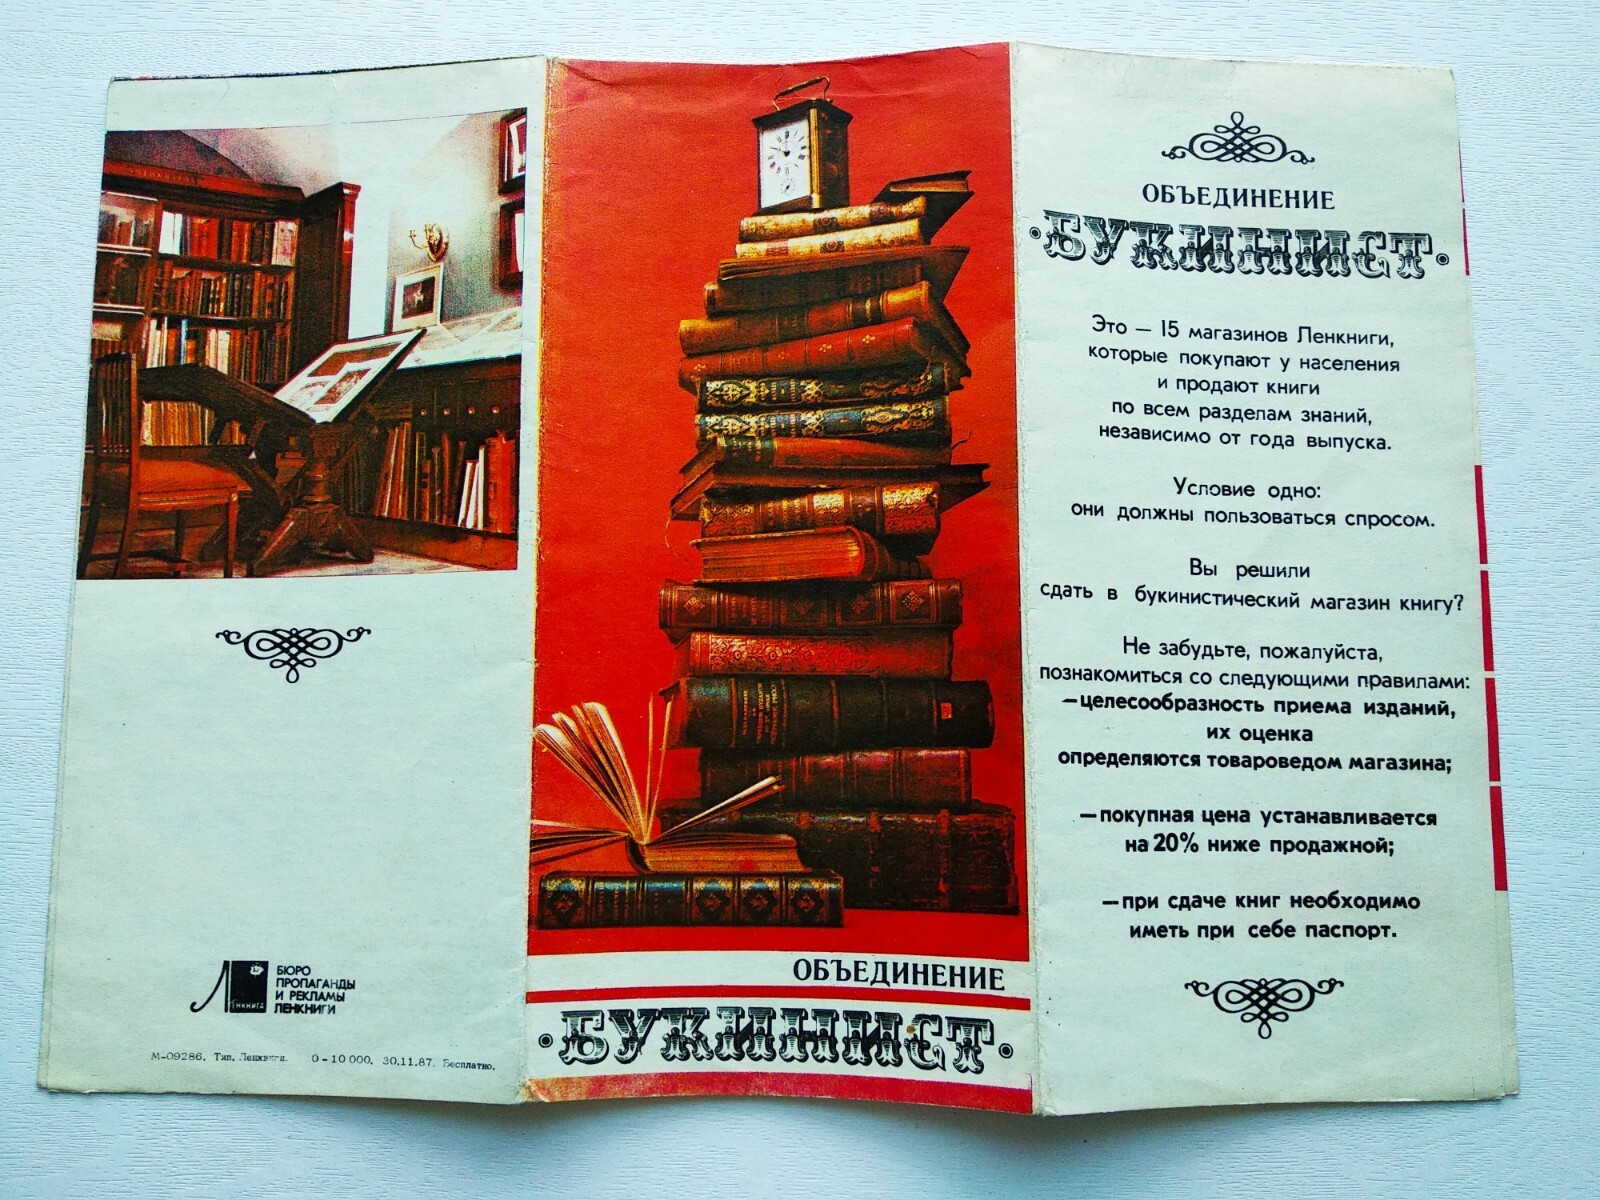 БЮРО
ПРОПАГАНДЫ
И РЕКЛАМЫ
ЛЕНКНИГИ
Ленкнига
М-09286. Тип. Ленкниги. 0-10 000. 30.11.87. Бесплатно.
ОБЪЕДИНЕНИЕ
·БУКИНИСТ·
ОБЪЕДИНЕНИЕ
·БУКИНИСТ·
Это — 15 магазинов Ленкниги,
которые покупают у населения
и продают книги
по всем разделам знаний,
независимо от года выпуска.
Условие одно:
они должны пользоваться спросом.
Вы решили
сдать в букинистический магазин книгу?
Не забудьте, пожалуйста,
познакомиться со следующими правилами:
—целесообразность приема изданий,
их оценка
определяются товароведом магазина;
—покупная цена устанавливается
на 20% ниже продажной;
—при сдаче книг необходимо
иметь при себе паспорт.